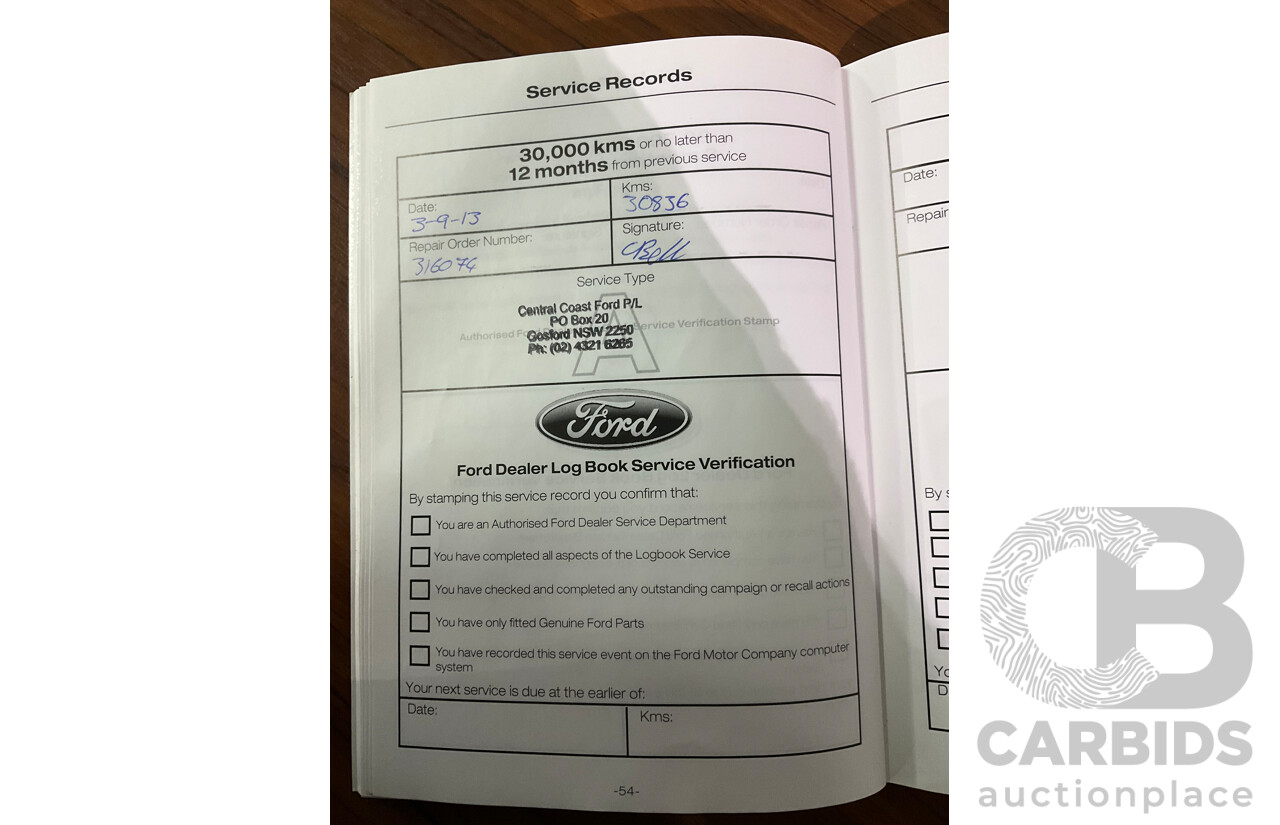 Service Records
30,000 kms or no later than
12 months from previous service
Date:
3-9-13
Kms:
30836
Repair Order Number:
316074
Signature:
CBell
Service Type
A
Central Coast Ford P/L
PO Box 20
Gosford NSW 2250
Ph: (02) 4321
Authorised Service Verification Stamp
Ford
Ford Dealer Log Book Service Verification
By stamping this service record you confirm that:
You are an Authorised Ford Dealer Service Department
You have completed all aspects of the Logbook Service
You have checked and completed any outstanding campaign or recall actions
You have only fitted Genuine Ford Parts
You have recorded this service event on the Ford Motor Company computer
system
Your next service is due at the earlier of:
Date:
Kms:
-54-
Date:
Repair
By
D
CB
CARBIDS
auctionplace